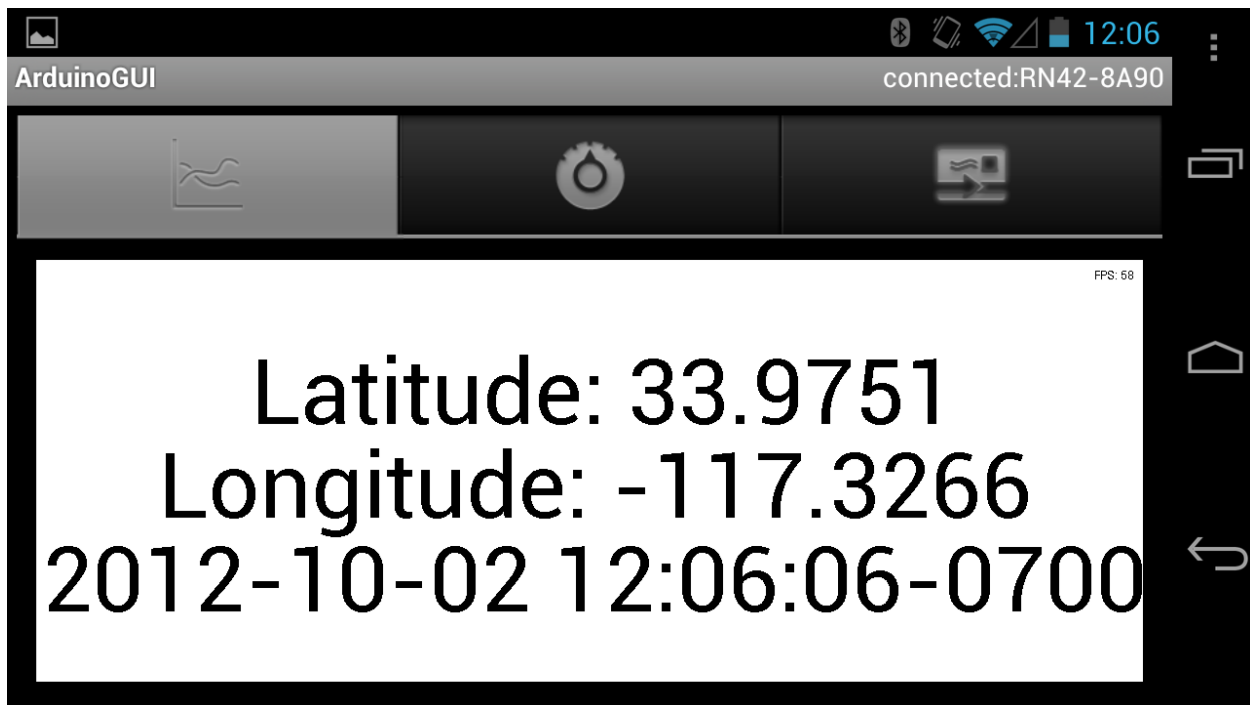 12:06
ArduinoGUI connected:RN42-8A90
FPS: 58
Latitude: 33.9751
Longitude: -117.3266
2012-10-02 12:06:06-0700